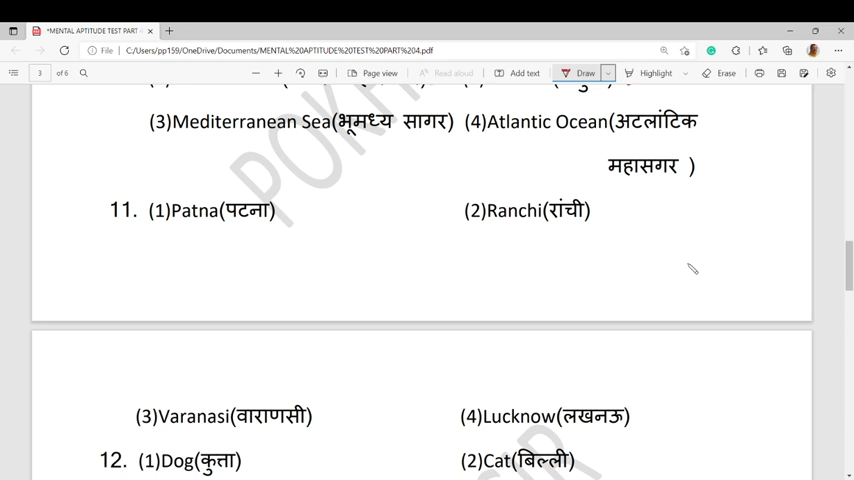 *MENTAL APTITUDE TEST PART
File
C:/Users/pp159/OneDrive/Documents/MENTAL%20APTITUDE%20TEST%20PART%204.pdf
3 of 6
Page view
Read aloud
Add text
Draw
Highlight
Erase
(3)Mediterranean Sea(भूमध्य सागर) (4)Atlantic Ocean(अटलांटिक
महासगर )
11. (1)Patna(पटना) (2)Ranchi(रांची)
(3)Varanasi(वाराणसी) (4)Lucknow(लखनऊ)
12. (1)Dog(कुत्ता) (2)Cat(बिल्ली)